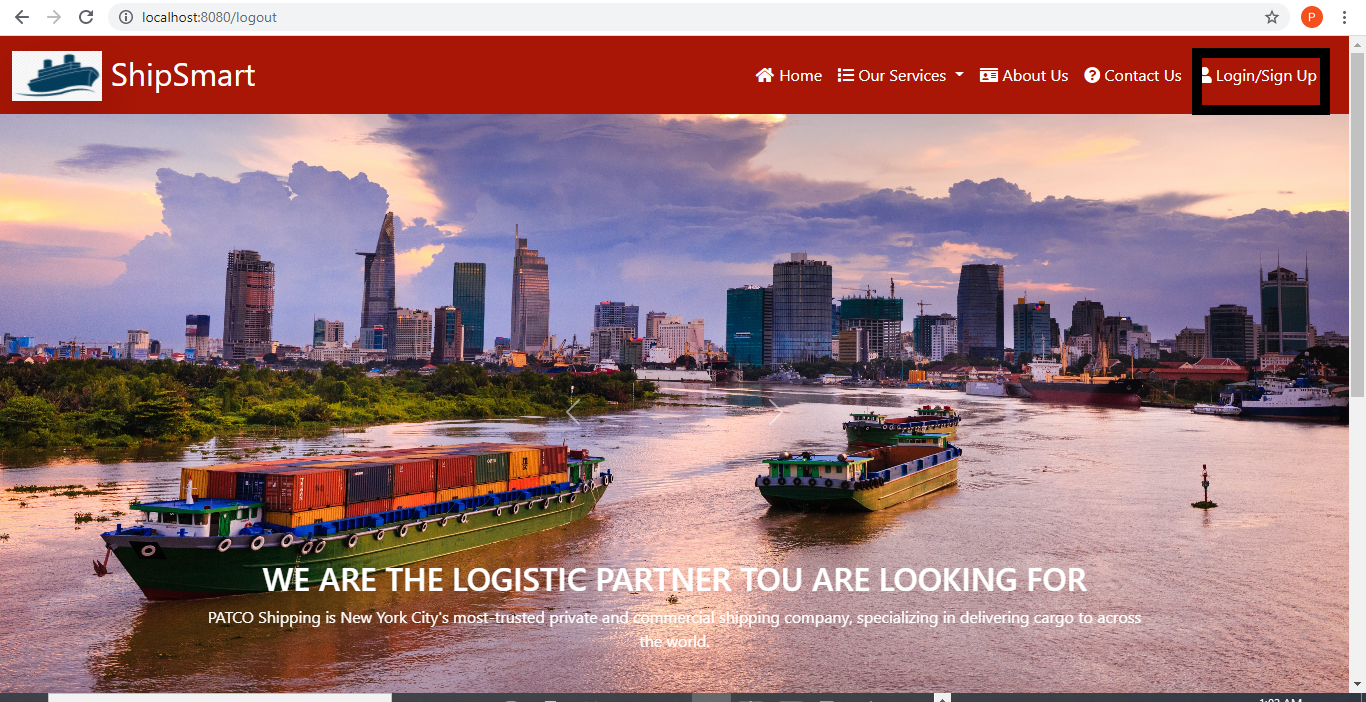 localhost:8080/logout
P
ShipSmart
Home
Our Services
About Us
Contact Us
Login/Sign Up
WE ARE THE LOGISTIC PARTNER TOU ARE LOOKING FOR
PATCO Shipping is New York City's most-trusted private and commercial shipping company, specializing in delivering cargo to across
the world.